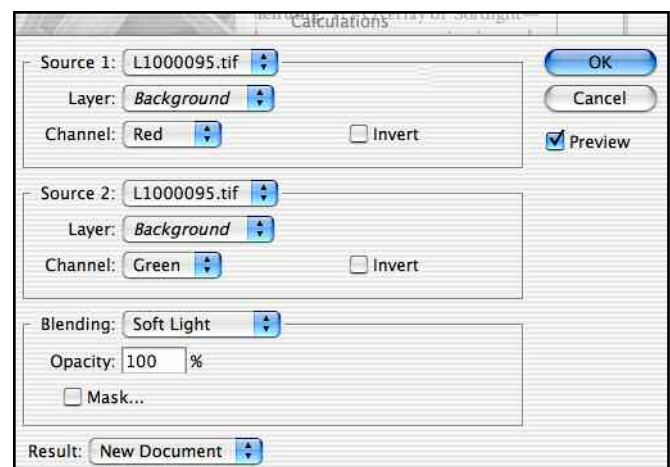 Calculations
Source 1: L1000095.tif
OK
Layer: Background
Cancel
Channel: Red
Invert
Preview
Source 2: L1000095.tif
Layer: Background
Channel: Green
Invert
Blending: Soft Light
Opacity: 100 %
Mask...
Result: New Document